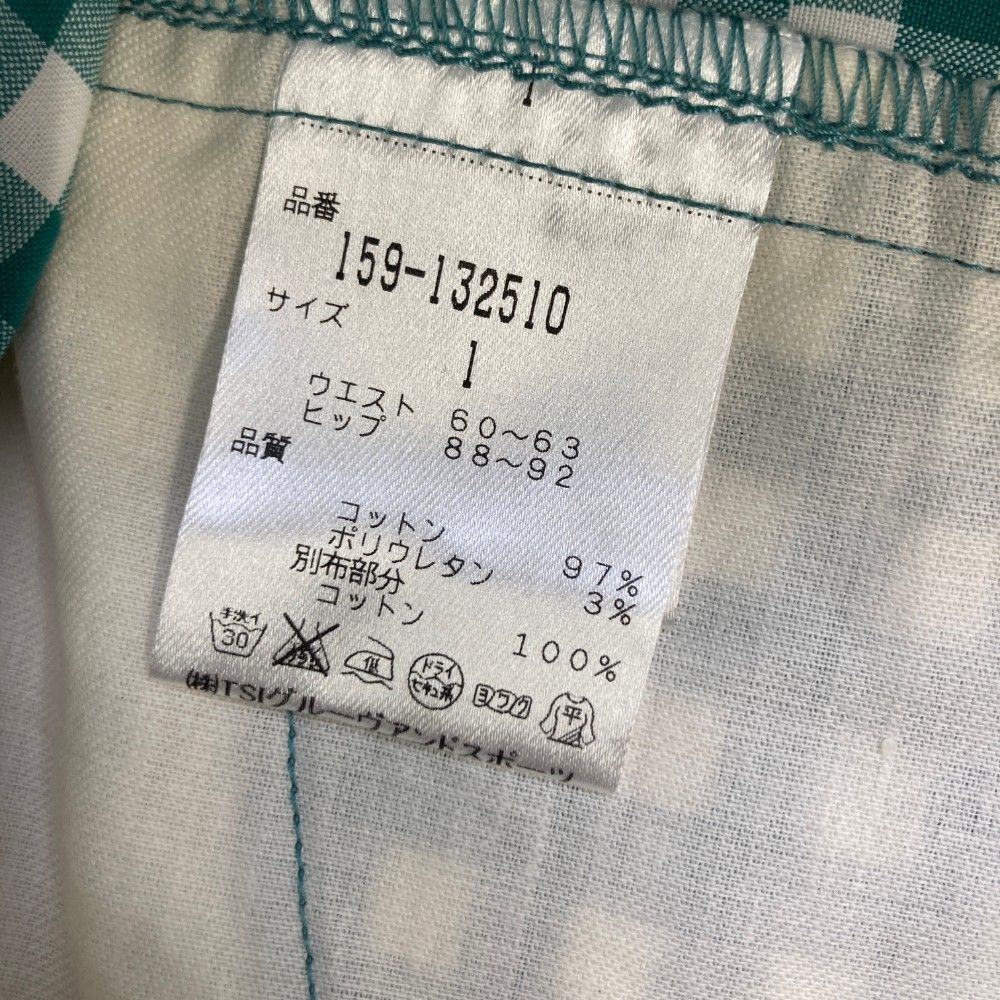 品番
159-132510
サイズ
1
ウエスト 60~63
ヒップ 88~92
品質
コットン 97%
ポリウレタン 3%
別布部分
コットン 100%
手洗イ 30
低
ドライ セキユ系
ヨワク
平
(株)TSIグルーヴアンドスポーツ